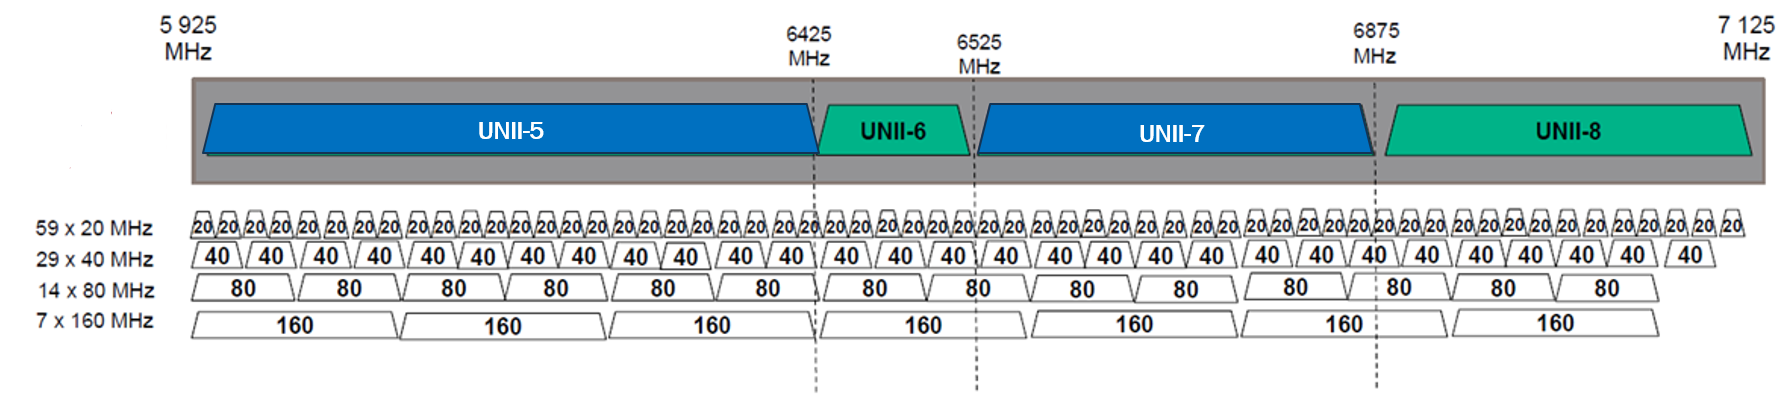 5 925 MHz 6425 MHz 6525 MHz 6875 MHz 7 125 MHz
UNII-5 UNII-6 UNII-7 UNII-8
59 x 20 MHz 20 20 20 20 20 20 20 20 20 20 20 20 20 20 20 20 20 20 20 20 20 20 20 20 20 20 20 20 20 20 20 20 20 20 20 20 20 20 20 20 20 20 20 20 20 20 20 20 20 20 20 20 20 20 20 20 20 20 20
29 x 40 MHz 40 40 40 40 40 40 40 40 40 40 40 40 40 40 40 40 40 40 40 40 40 40 40 40 40 40 40 40 40
14 x 80 MHz 80 80 80 80 80 80 80 80 80 80 80 80 80 80
7 x 160 MHz 160 160 160 160 160 160 160